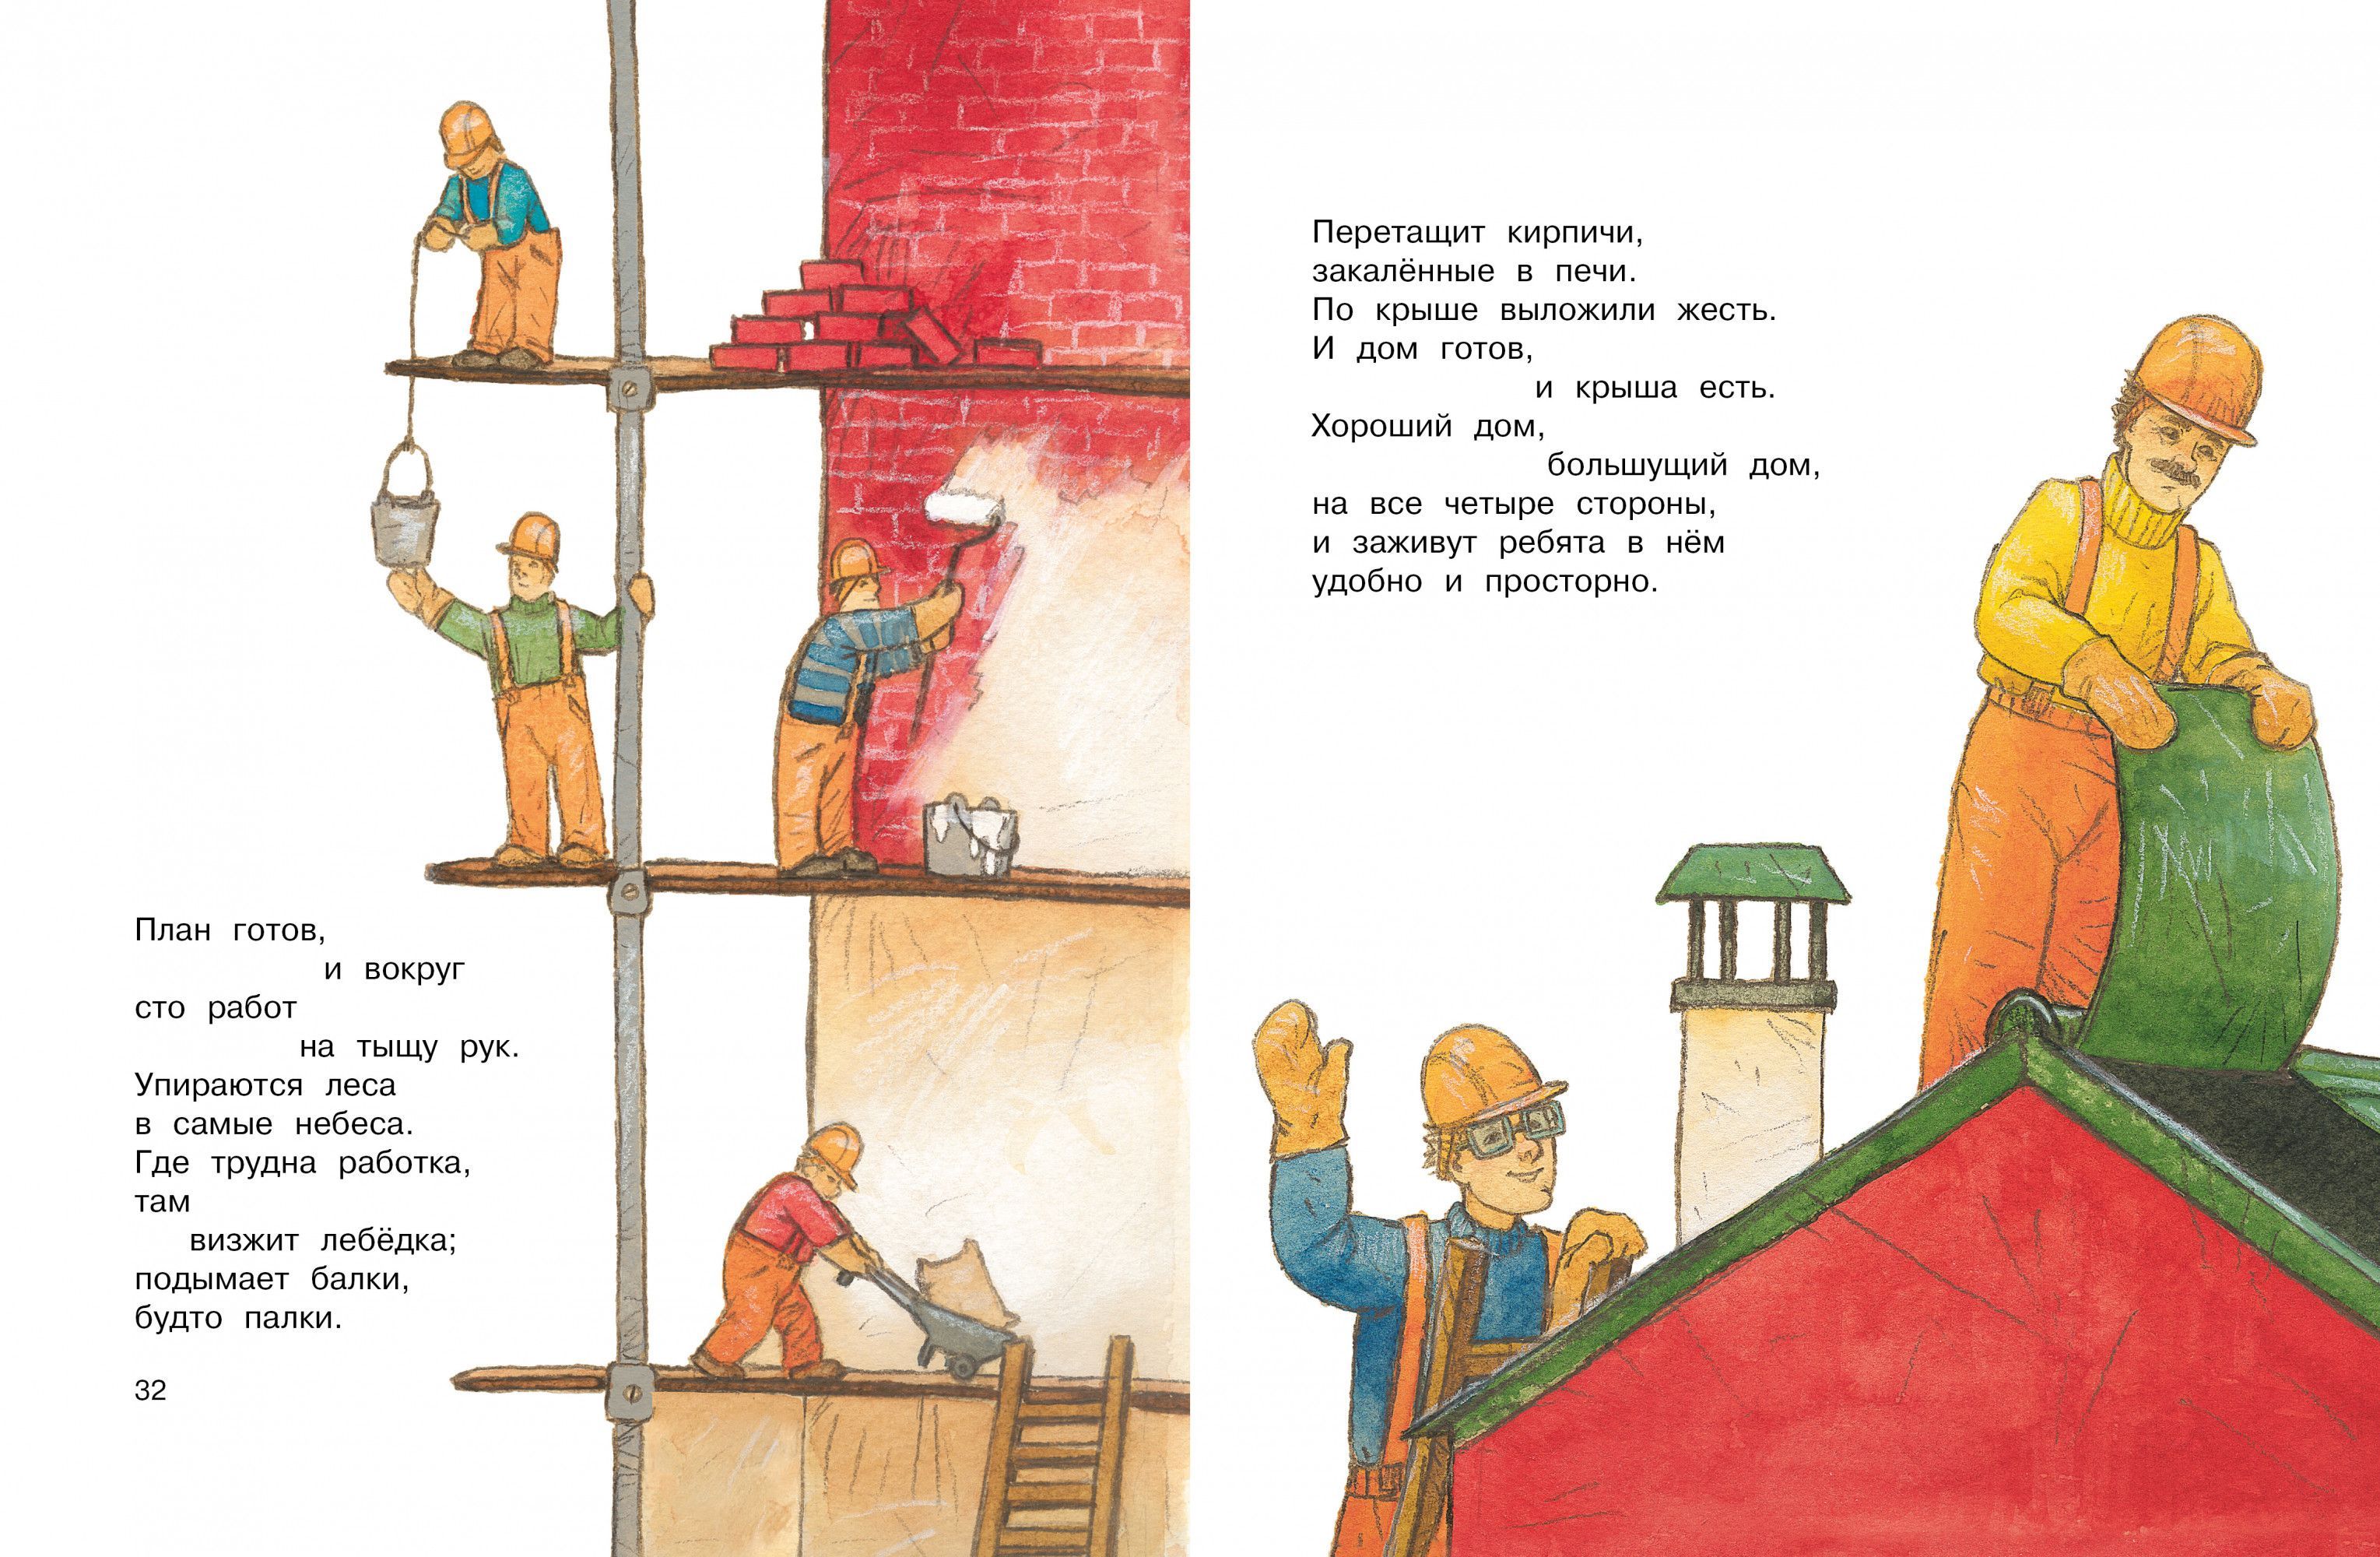 План готов,
и вокруг
сто работ
на тыщу рук.
Упираются леса
в самые небеса.
Где трудна работка,
там
визжит лебёдка;
подымает балки,
будто палки.
32
Перетащит кирпичи,
закалённые в печи.
По крыше выложили жесть.
И дом готов,
и крыша есть.
Хороший дом,
большущий дом,
на все четыре стороны,
и заживут ребята в нём
удобно и просторно.